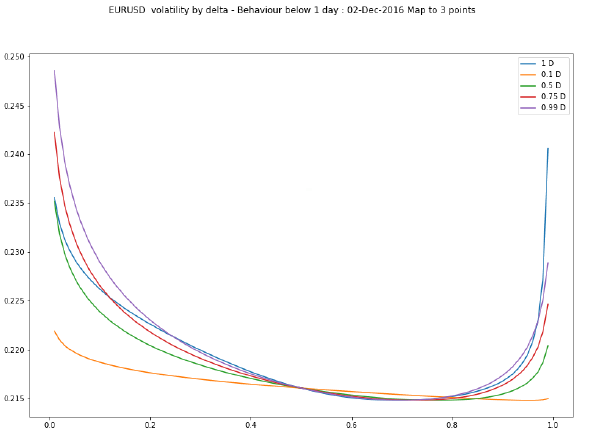 EURUSD  volatility by delta - Behaviour below 1 day : 02-Dec-2016 Map to 3 points
0.250
0.245
0.240
0.235
0.230
0.225
0.220
0.215
0.0 0.2 0.4 0.6 0.8 1.0
1 D
0.1 D
0.5 D
0.75 D
0.99 D